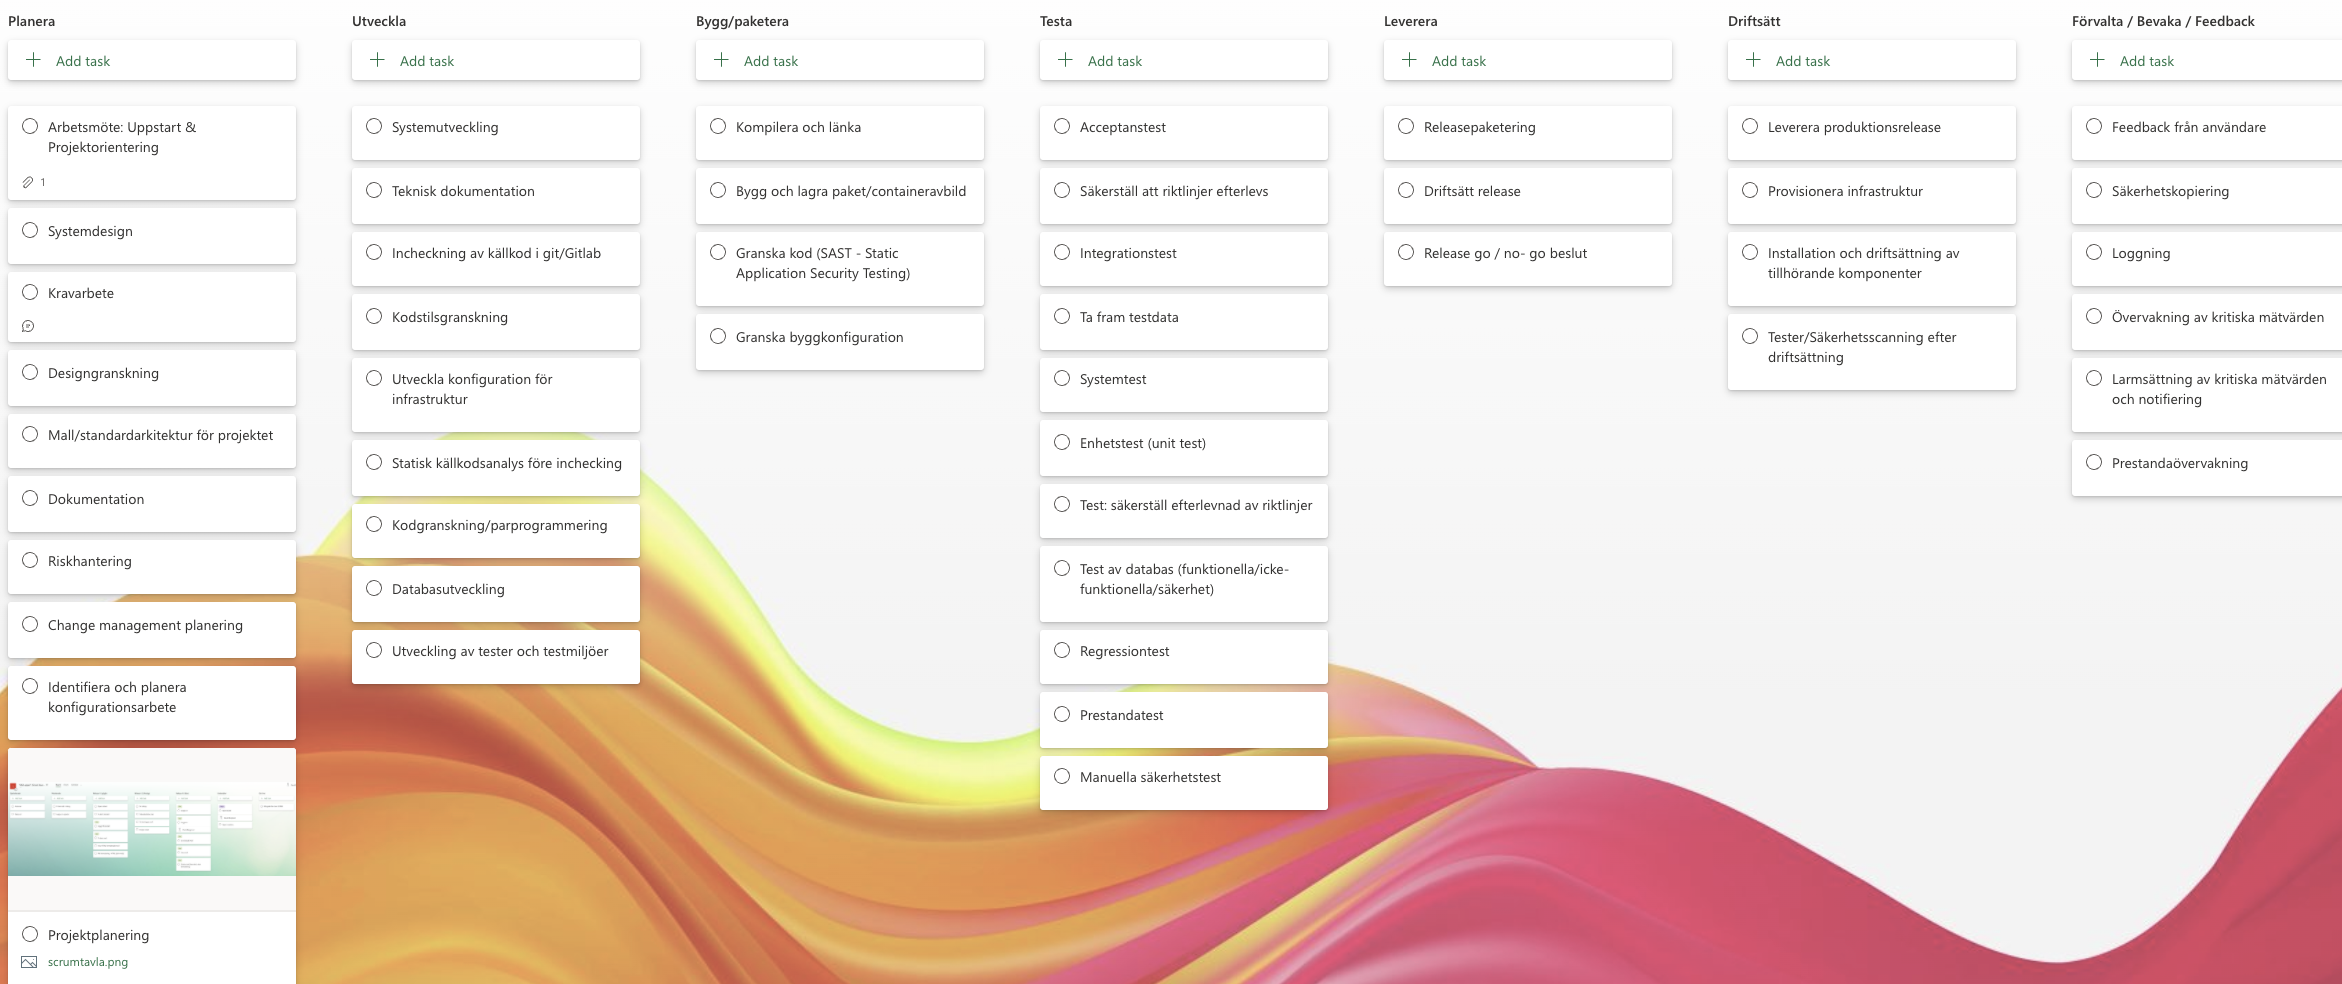 Planera
Add task
Arbetsmöte: Uppstart &
Projektorientering
1
Systemdesign
Kravarbete
Designgranskning
Mall/standardarkitektur för projektet
Dokumentation
Riskhantering
Change management planering
Identifiera och planera
konfigurationsarbete
Projektplanering
scrumtavla.png
Utveckla
Add task
Systemutveckling
Teknisk dokumentation
Incheckning av källkod i git/Gitlab
Kodstilsgranskning
Utveckla konfiguration för
infrastruktur
Statisk källkodsanalys före inchecking
Kodgranskning/parprogrammering
Databasutveckling
Utveckling av tester och testmiljöer
Bygg/paketera
Add task
Kompilera och länka
Bygg och lagra paket/containeravbild
Granska kod (SAST - Static
Application Security Testing)
Granska byggkonfiguration
Testa
Add task
Acceptanstest
Säkerställ att riktlinjer efterlevs
Integrationstest
Ta fram testdata
Systemtest
Enhetstest (unit test)
Test: säkerställ efterlevnad av riktlinjer
Test av databas (funktionella/icke-
funktionella/säkerhet)
Regressiontest
Prestandatest
Manuella säkerhetstest
Leverera
Add task
Releasepaketering
Driftsätt release
Release go / no- go beslut
Driftsätt
Add task
Leverera produktionsrelease
Provisionera infrastruktur
Installation och driftsättning av
tillhörande komponenter
Tester/Säkerhetsscanning efter
driftsättning
Förvalta / Bevaka / Feedback
Add task
Feedback från användare
Säkerhetskopiering
Loggning
Övervakning av kritiska mätvärden
Larmsättning av kritiska mätvärden
och notifiering
Prestandaövervakning